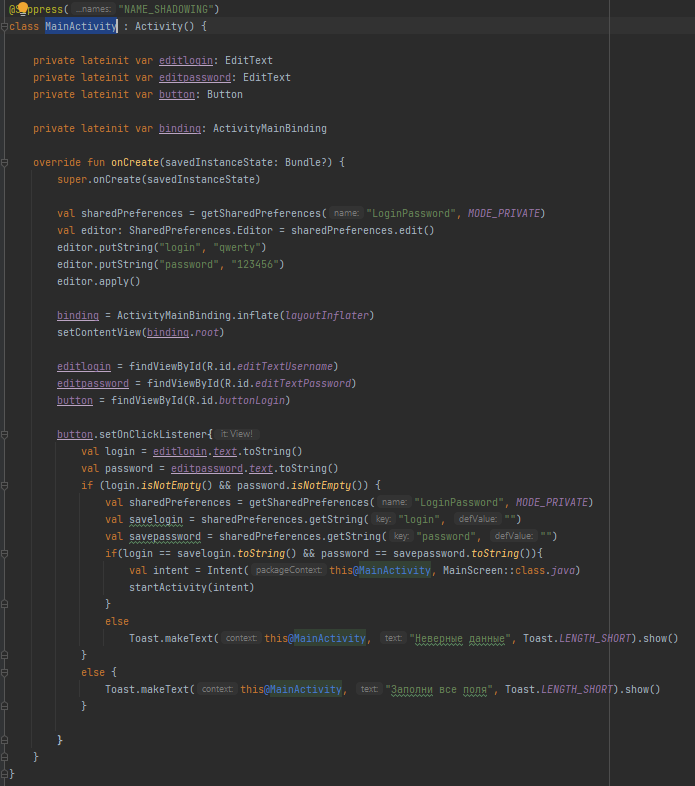 @Suppress( ...names: "NAME_SHADOWING")
class MainActivity : Activity() {
private lateinit var editlogin: EditText
private lateinit var editpassword: EditText
private lateinit var button: Button
private lateinit var binding: ActivityMainBinding
override fun onCreate(savedInstanceState: Bundle?) {
super.onCreate(savedInstanceState)
val sharedPreferences = getSharedPreferences( name: "LoginPassword", MODE_PRIVATE)
val editor: SharedPreferences.Editor = sharedPreferences.edit()
editor.putString("login", "qwerty")
editor.putString("password", "123456")
editor.apply()
binding = ActivityMainBinding.inflate(layoutInflater)
setContentView(binding.root)
editlogin = findViewById(R.id.editTextUsername)
editpassword = findViewById(R.id.editTextPassword)
button = findViewById(R.id.buttonLogin)
button.setOnClickListener{ it: View!
val login = editlogin.text.toString()
val password = editpassword.text.toString()
if (login.isNotEmpty() && password.isNotEmpty()) {
val sharedPreferences = getSharedPreferences( name: "LoginPassword", MODE_PRIVATE)
val savelogin = sharedPreferences.getString( key: "login", defValue: "")
val savepassword = sharedPreferences.getString( key: "password", defValue: "")
if(login == savelogin.toString() && password == savepassword.toString()){
val intent = Intent( packageContext: this@MainActivity, MainScreen::class.java)
startActivity(intent)
}
else
Toast.makeText( context: this@MainActivity, text: "Неверные данные", Toast.LENGTH_SHORT).show()
}
else {
Toast.makeText( context: this@MainActivity, text: "Заполни все поля", Toast.LENGTH_SHORT).show()
}
}
}
}